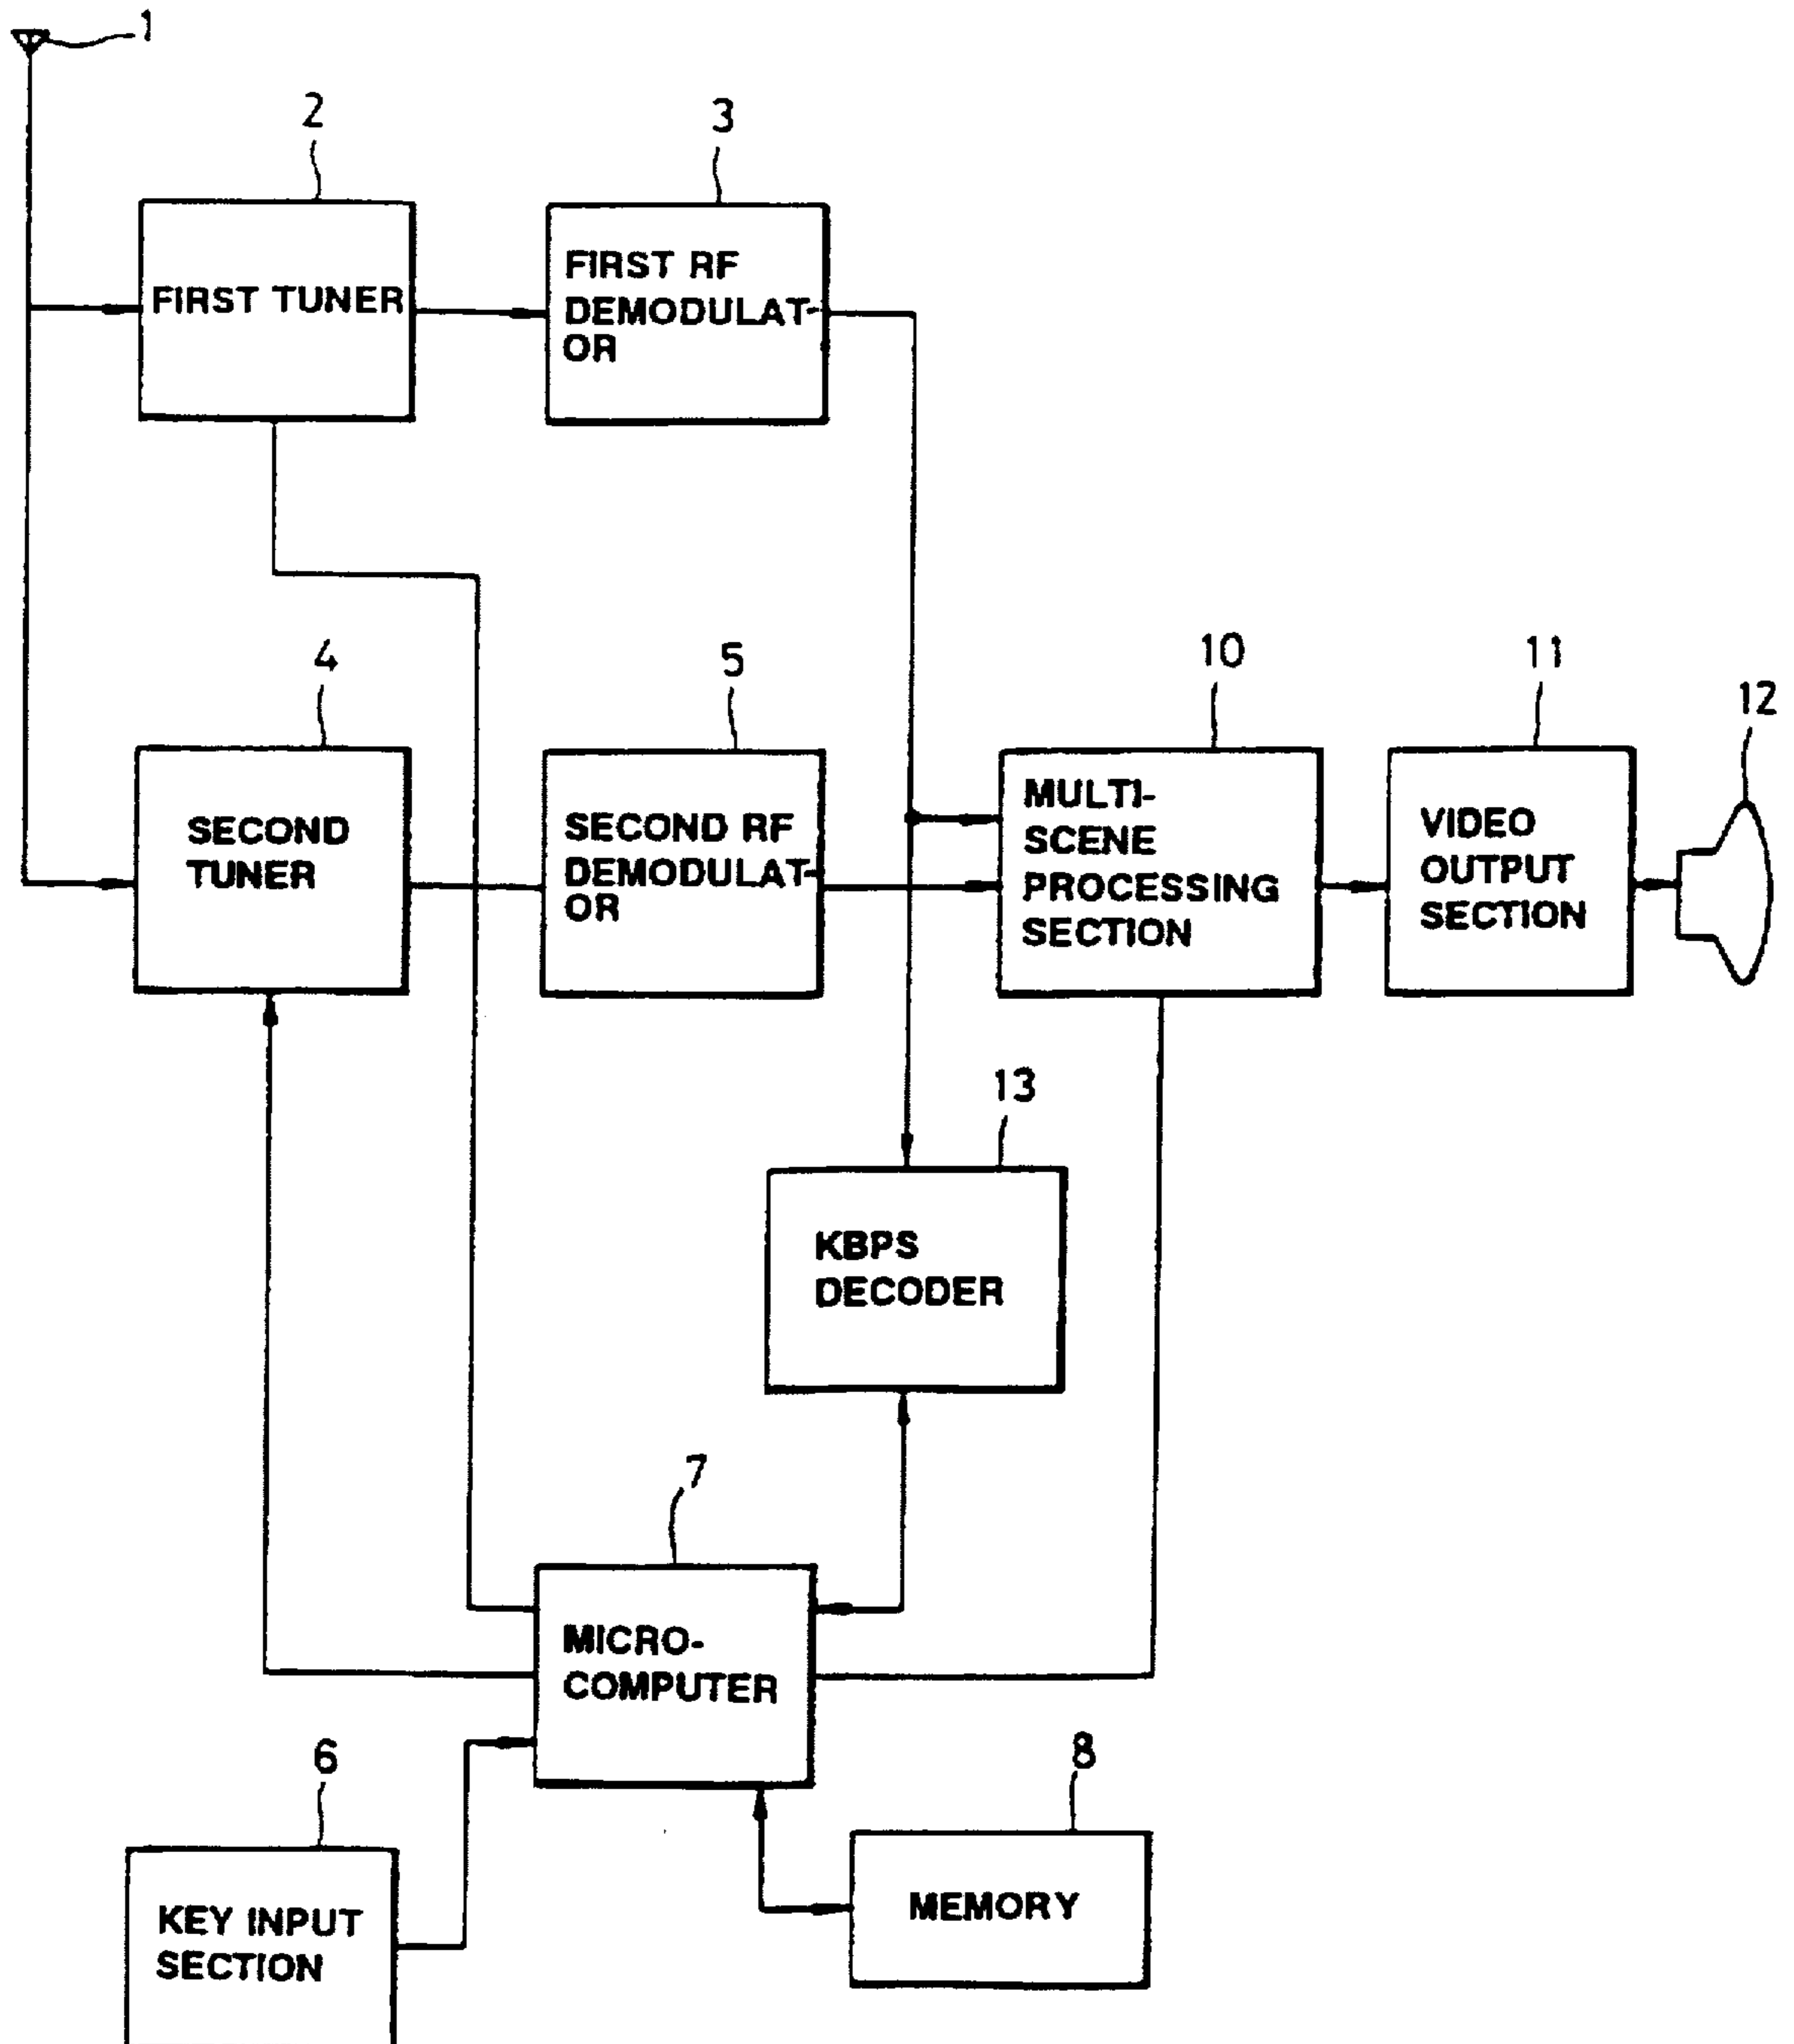 1
2
3
FIRST TUNER
FIRST RF
DEMODULAT-
OR
4
5
10
11
12
SECOND
TUNER
SECOND RF
DEMODULAT-
OR
MULTI-
SCENE
PROCESSING
SECTION
VIDEO
OUTPUT
SECTION
13
KBPS
DECODER
7
MICRO-
COMPUTER
6
8
KEY INPUT
SECTION
MEMORY